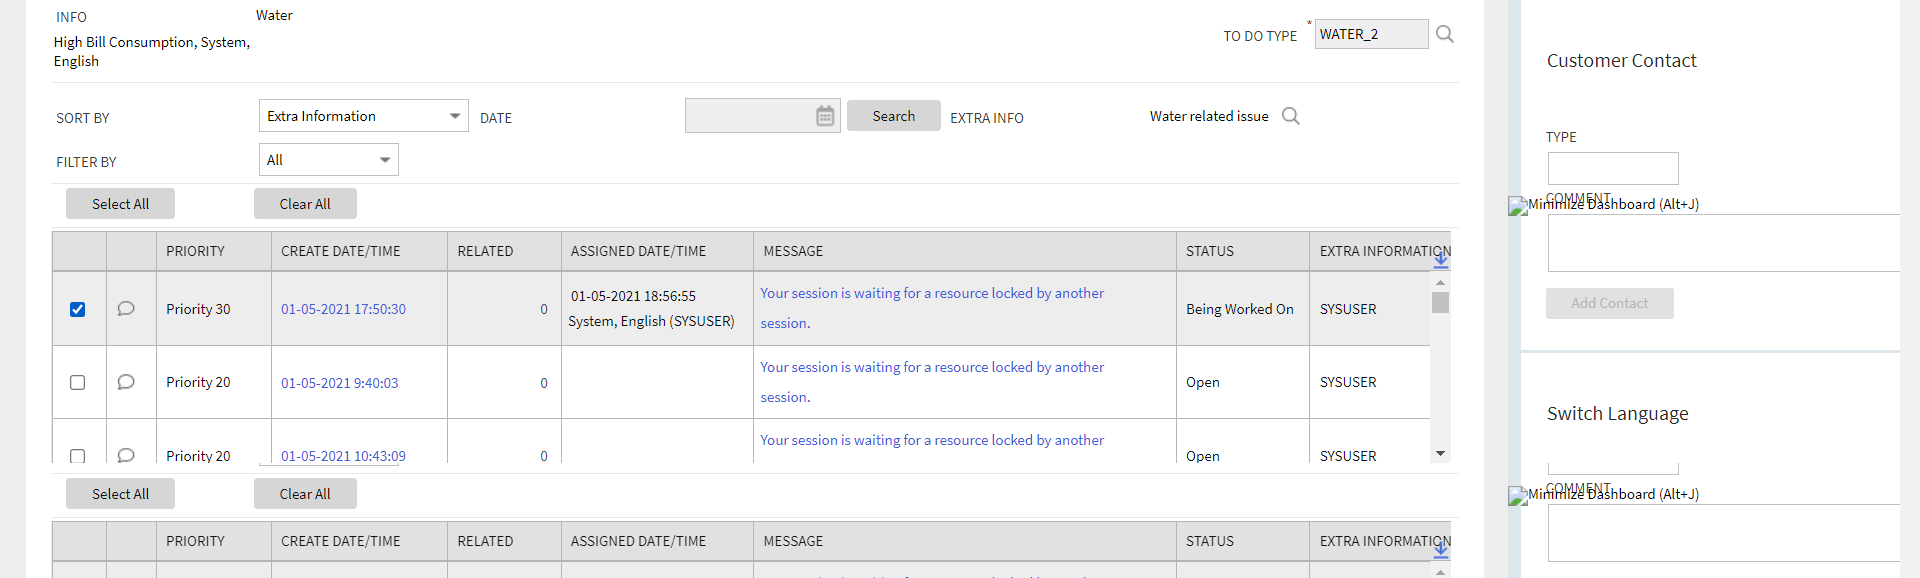 INFO
Water
High Bill Consumption, System,
English
TO DO TYPE
*
WATER_2
SORT BY
Extra Information
DATE
Search
EXTRA INFO
Water related issue
FILTER BY
All
Select All
Clear All
PRIORITY
CREATE DATE/TIME
RELATED
ASSIGNED DATE/TIME
MESSAGE
STATUS
EXTRA INFORMATION
Priority 30
01-05-2021 17:50:30
0
01-05-2021 18:56:55
System, English (SYSUSER)
Your session is waiting for a resource locked by another
session.
Being Worked On
SYSUSER
Priority 20
01-05-2021 9:40:03
0
Your session is waiting for a resource locked by another
session.
Open
SYSUSER
Priority 20
01-05-2021 10:43:09
0
Your session is waiting for a resource locked by another
Open
SYSUSER
Select All
Clear All
PRIORITY
CREATE DATE/TIME
RELATED
ASSIGNED DATE/TIME
MESSAGE
STATUS
EXTRA INFORMATION
Customer Contact
TYPE
COMMENT
Minimize Dashboard (Alt+J)
Add Contact
Switch Language
COMMENT
Minimize Dashboard (Alt+J)